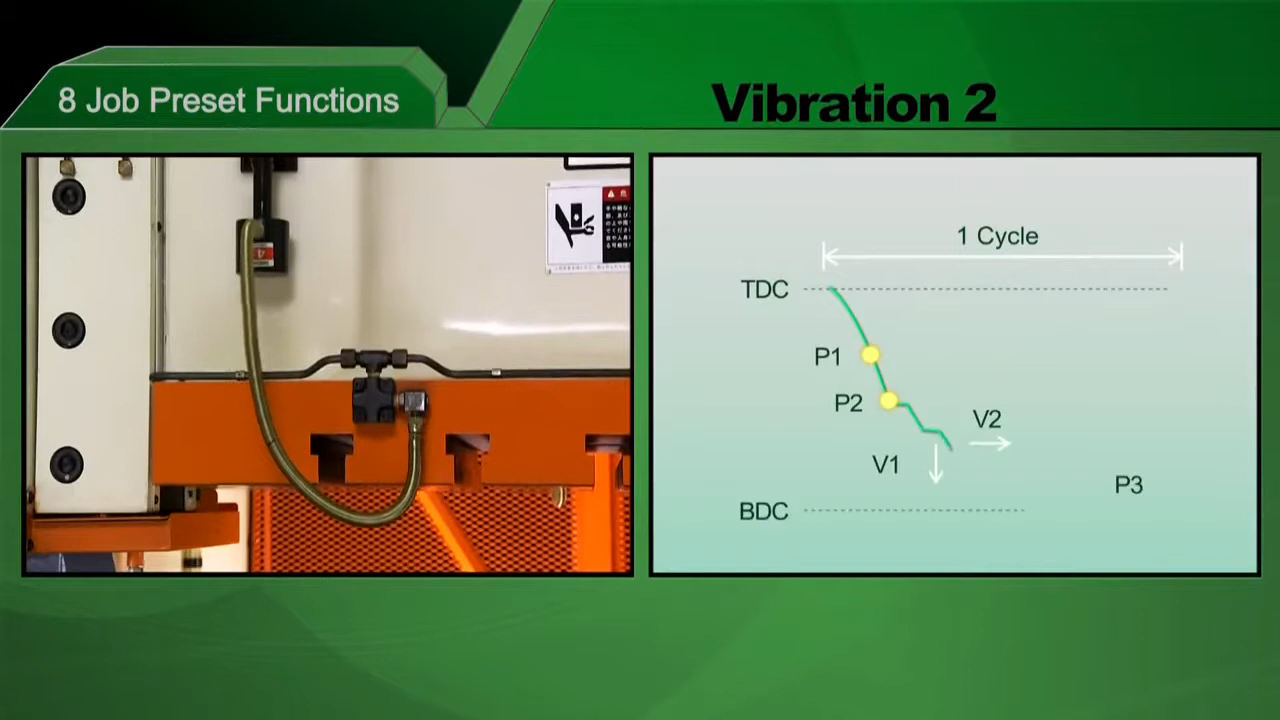 8 Job Preset Functions
Vibration 2
1 Cycle
TDC
P1
P2
V2
V1
P3
BDC